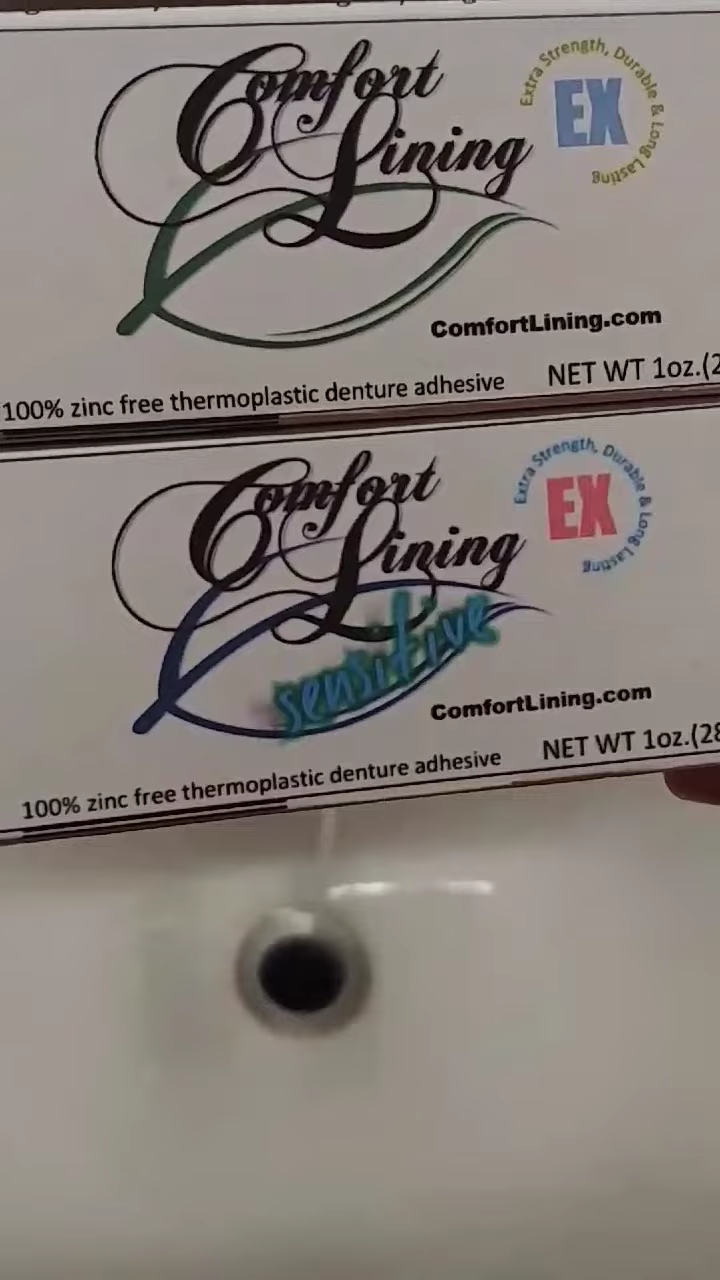 Comfort
Lining
Extra Strength, Durable & Long Lasting
EX
ComfortLining.com
100% zinc free thermoplastic denture adhesive
NET WT 1oz.(2
Comfort
Lining
Extra Strength, Durable & Long Lasting
EX
sensitive
ComfortLining.com
100% zinc free thermoplastic denture adhesive
NET WT 1oz.(28